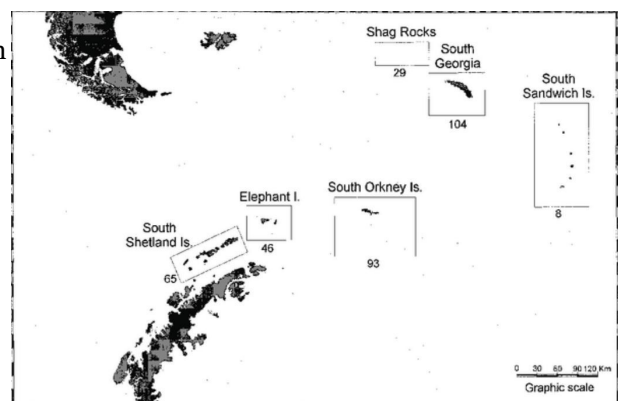 n
Shag Rocks
29
South
Georgia
104
South
Sandwich Is.
8
South Orkney Is.
93
Elephant I.
46
South
Shetland Is.
65
0 30 60 90 120 Km
Graphic scale